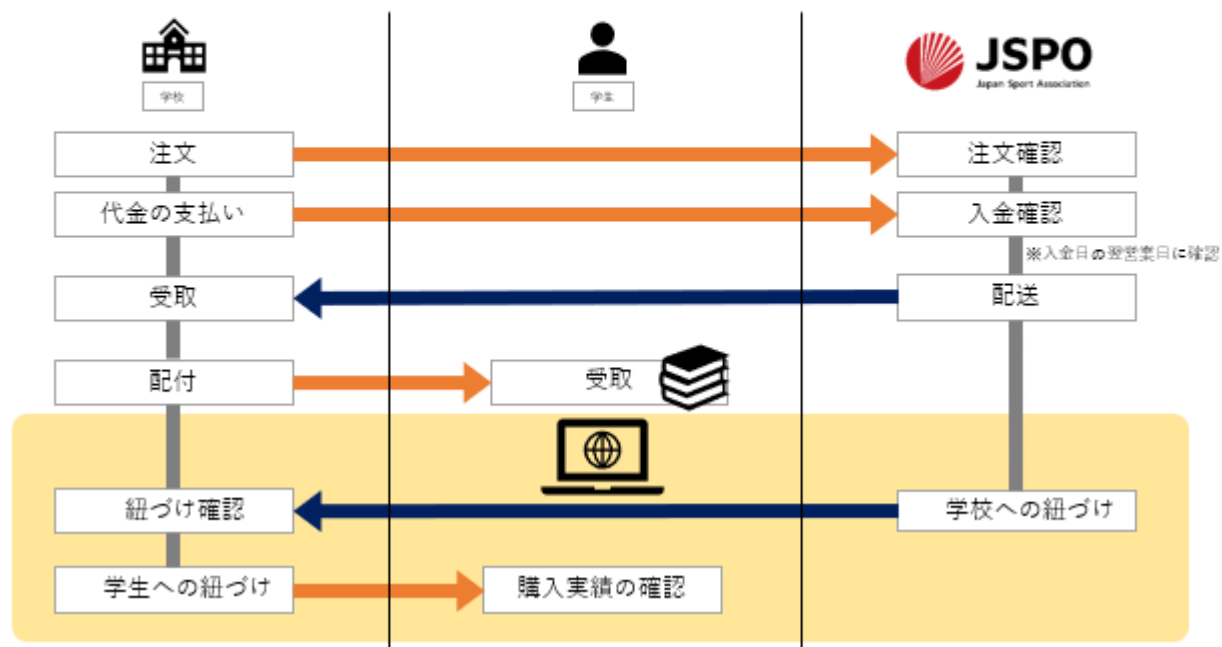 学校
学生
JSPO
Japan Sport Association
注文
注文確認
代金の支払い
入金確認
※入金日の翌営業日に確認
受取
配送
配付
受取
紐づけ確認
学校への紐づけ
学生への紐づけ
購入実績の確認